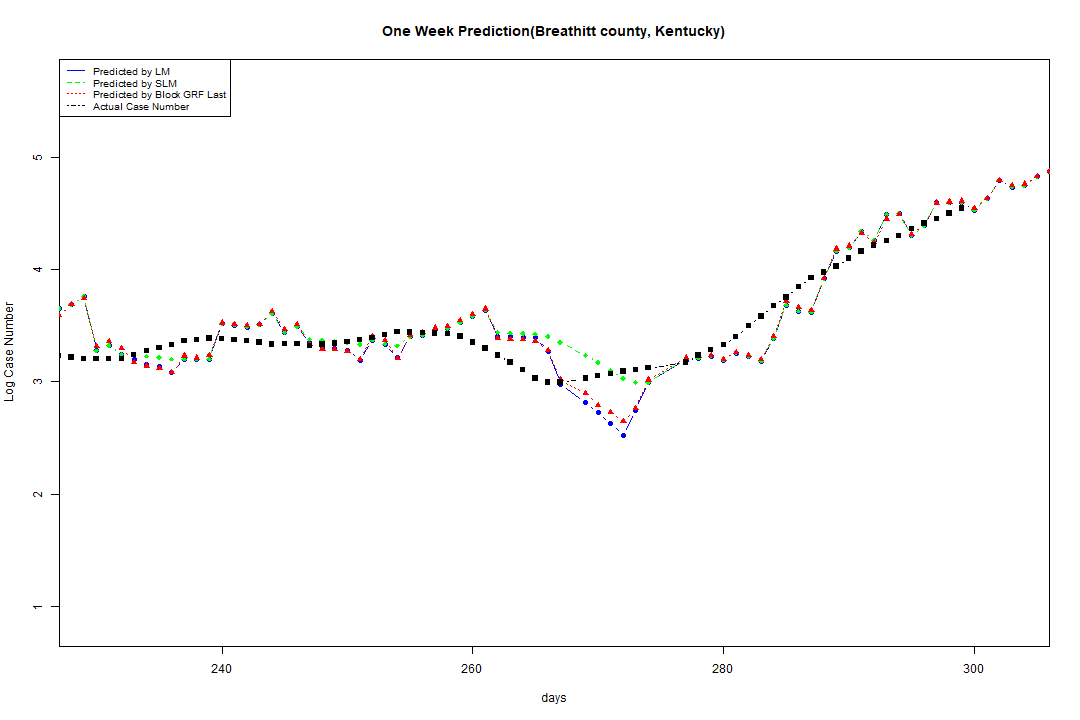 One Week Prediction(Breathitt county, Kentucky)
Predicted by LM
Predicted by SLM
Predicted by Block GRF Last
Actual Case Number
5
4
3
2
1
Log Case Number
240
260
280
300
days